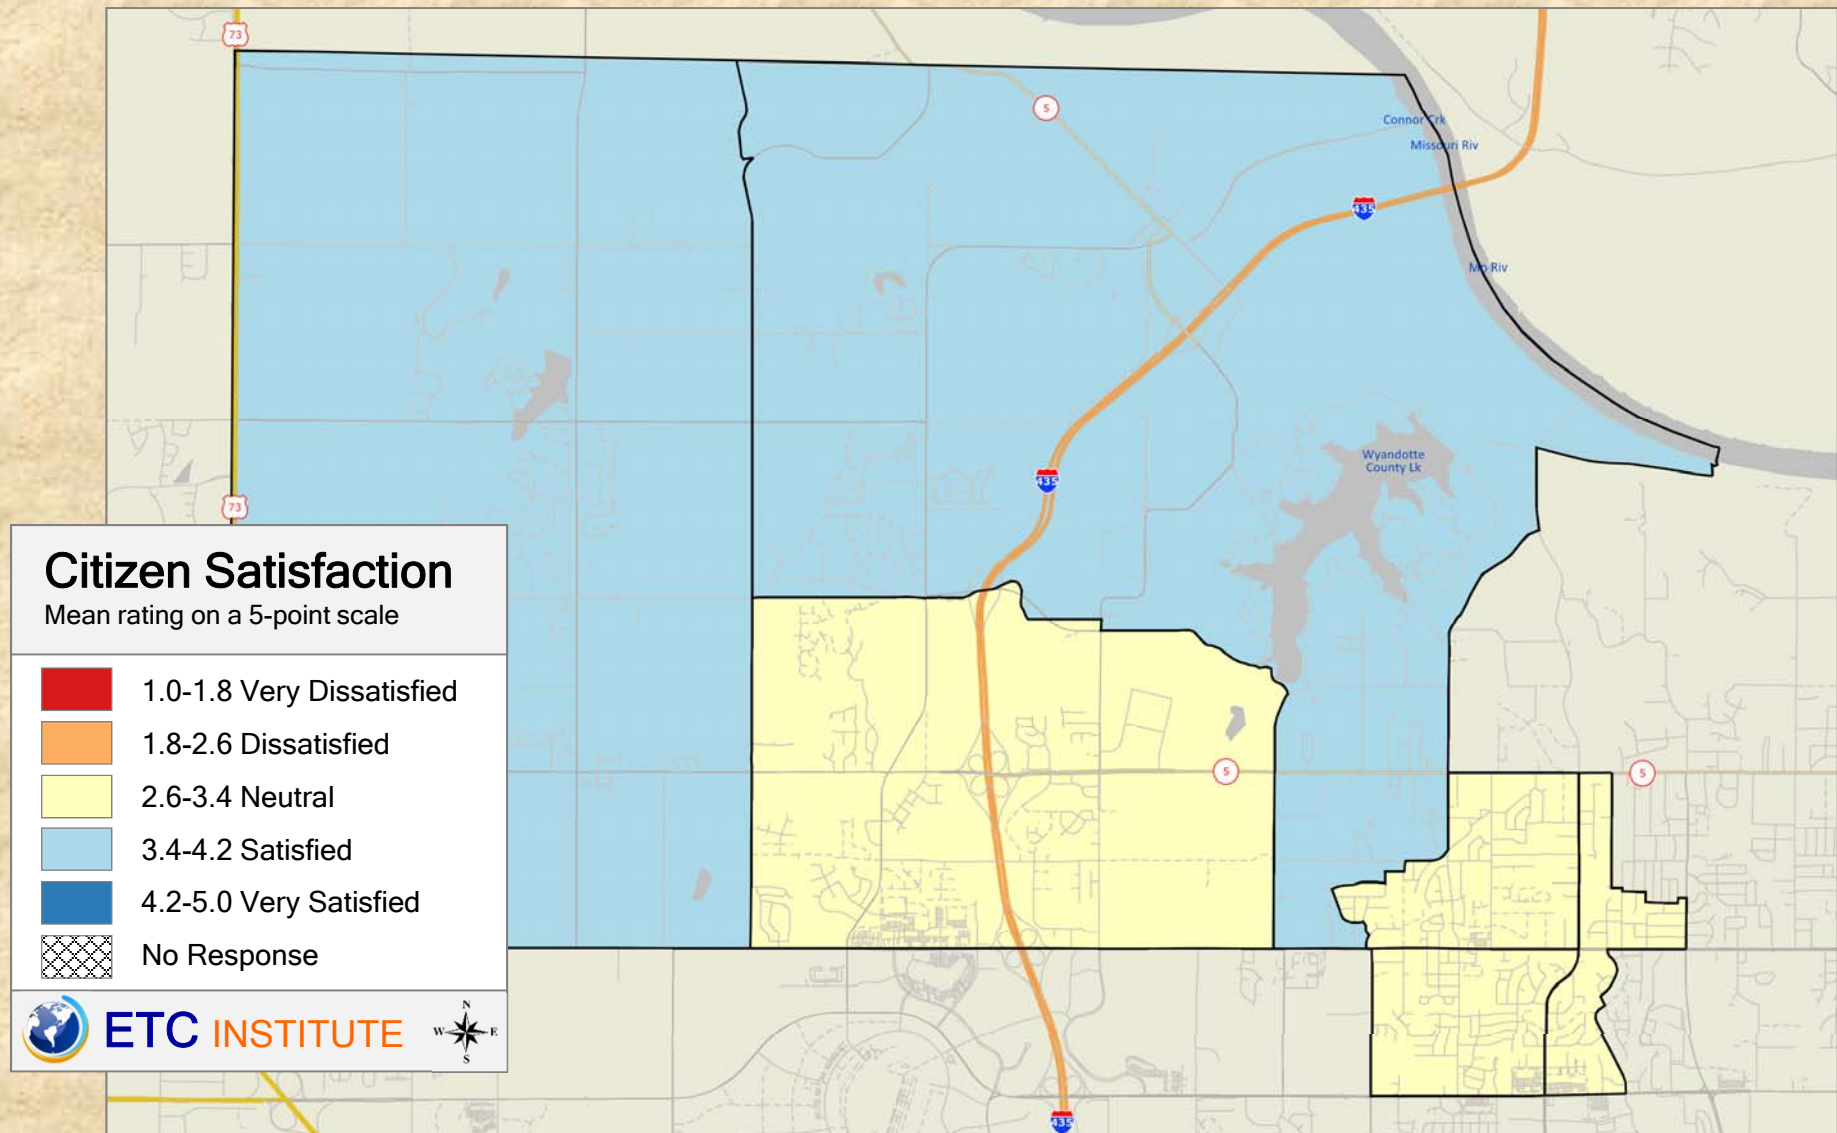 73
5
Connor Crk
Missouri Riv
435
Mo Riv
Wyandotte
County Lk
435
73
Citizen Satisfaction
Mean rating on a 5-point scale
1.0-1.8 Very Dissatisfied
1.8-2.6 Dissatisfied
2.6-3.4 Neutral
3.4-4.2 Satisfied
4.2-5.0 Very Satisfied
No Response
ETC INSTITUTE
N
W E
S
5
5
435